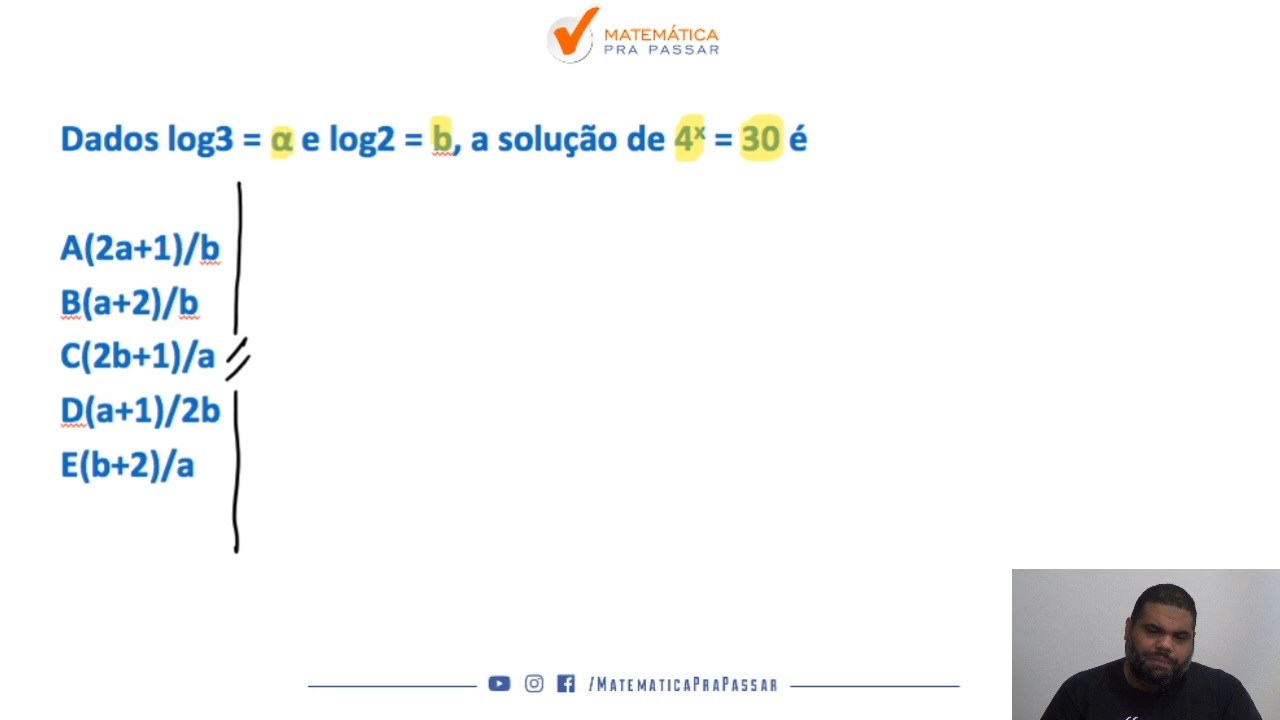 MATEMÁTICA
PRA PASSAR
Dados log3 = α e log2 = b, a solução de 4ˣ = 30 é
A(2a+1)/b
B(a+2)/b
C(2b+1)/a
D(a+1)/2b
E(b+2)/a
/MATEMATICAPRAPASSAR